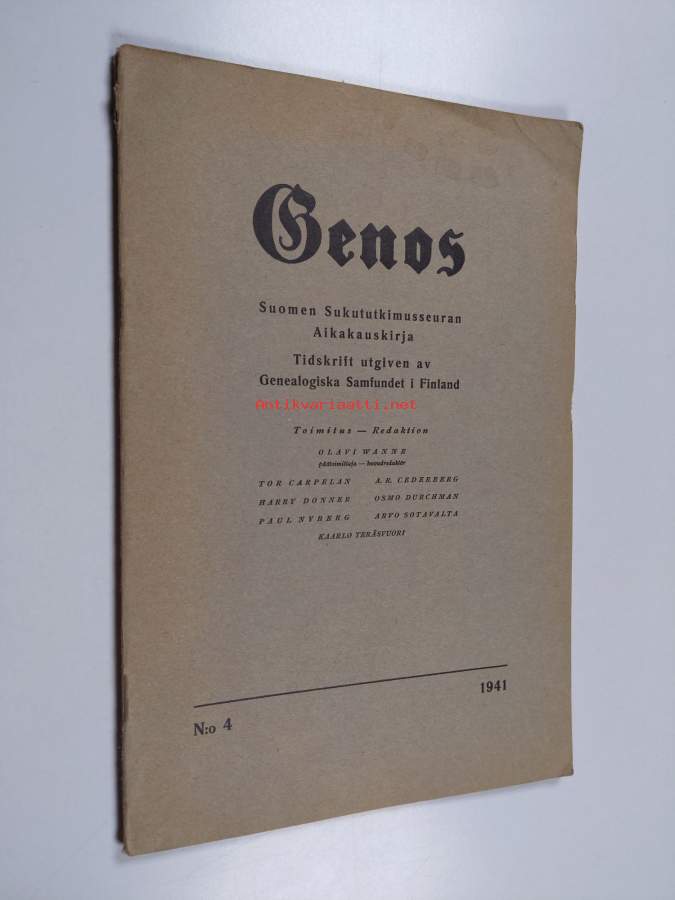 Genos
Suomen Sukututkimusseuran
Aikakauskirja
Tidskrift utgiven av
Genealogiska Samfundet i Finland
Antikvariaatti.net
Toimitus — Redaktion
OLAVI WANNE
päätoimittaja — huvudredaktör
TOR CARPELAN A.R. CEDERBERG
HARRY DONNER OSMO DURCHMAN
PAUL NYBERG ARVO SOTAVALTA
KAARLO TERÄSVUORI
N:o 4 1941